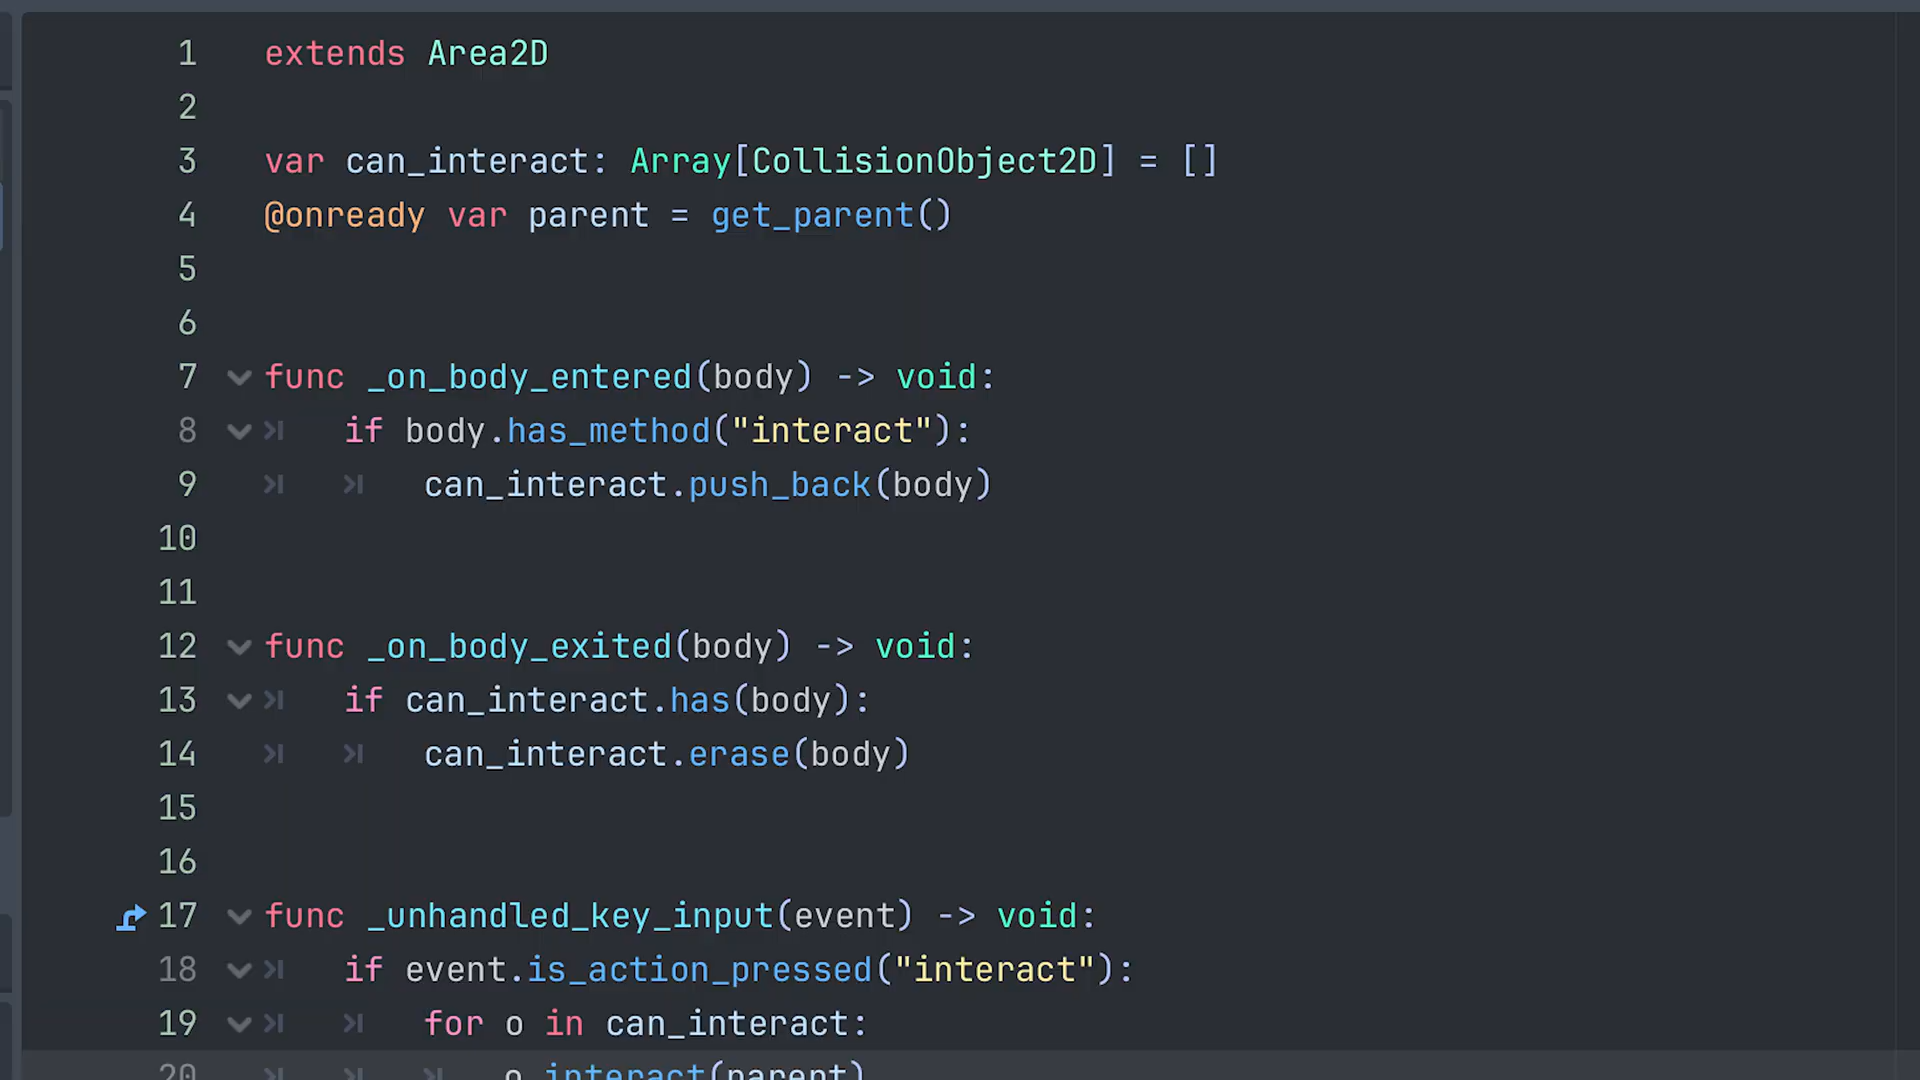 1 extends Area2D
2
3 var can_interact: Array[CollisionObject2D] = []
4 @onready var parent = get_parent()
5
6
7 func _on_body_entered(body) -> void:
8 if body.has_method("interact"):
9 can_interact.push_back(body)
10
11
12 func _on_body_exited(body) -> void:
13 if can_interact.has(body):
14 can_interact.erase(body)
15
16
17 func _unhandled_key_input(event) -> void:
18 if event.is_action_pressed("interact"):
19 for o in can_interact:
20 o.interact(parent)